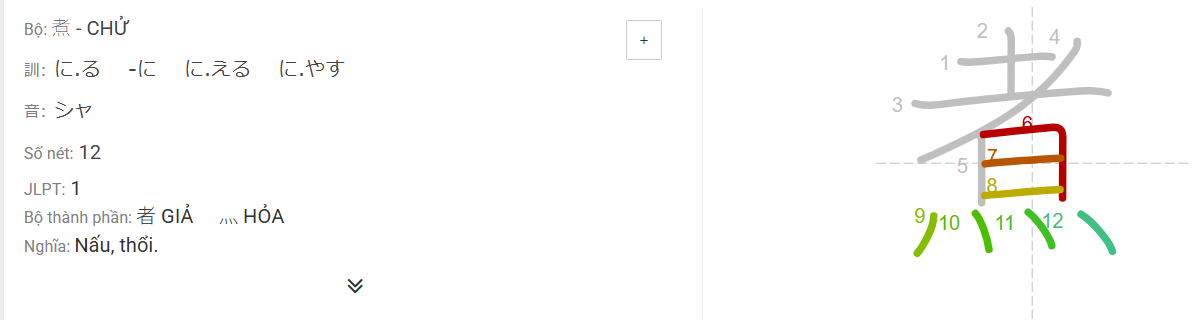 Bộ: 煮 - CHỬ
+
訓: に.る -に に.える に.やす
音: シャ
Số nét: 12
JLPT: 1
Bộ thành phần: 者 GIẢ 灬 HỎA
Nghĩa: Nấu, thổi.
1 2 3 4 5 6 7 8 9 10 11 12